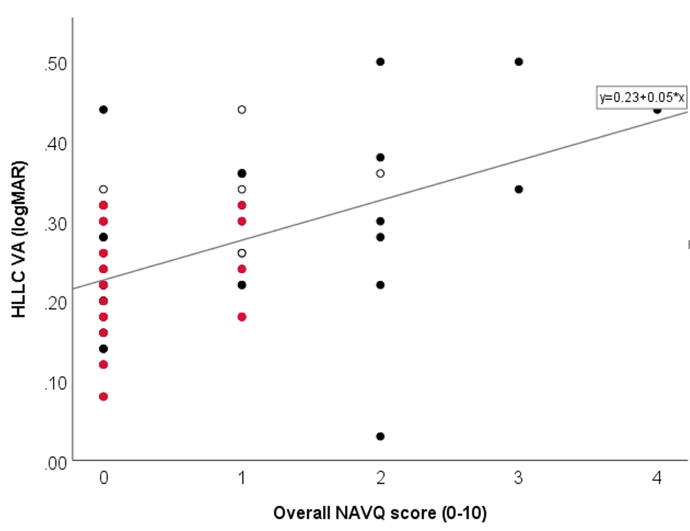 .50
y=0.23+0.05*x
.40
.30
.20
.10
.00
HLLC VA (logMAR)
0 1 2 3 4
Overall NAVQ score (0-10)